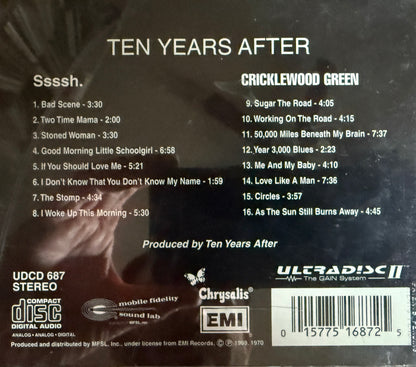 TEN YEARS AFTER
Ssssh.
1. Bad Scene - 3:30
2. Two Time Mama - 2:00
3. Stoned Woman - 3:30
4. Good Morning Little Schoolgirl - 6:58
5. If You Should Love Me - 5:21
6. I Don't Know That You Don't Know My Name - 1:59
7. The Stomp - 4:34
8. I Woke Up This Morning - 5:30
CRICKLEWOOD GREEN
9. Sugar The Road - 4:05
10. Working On The Road - 4:15
11. 50,000 Miles Beneath My Brain - 7:37
12. Year 3,000 Blues - 2:23
13. Me And My Baby - 4:10
14. Love Like A Man - 7:36
15. Circles - 3:57
16. As The Sun Still Burns Away - 4:45
Produced by Ten Years After
UDCD 687
STEREO
COMPACT
disc
DIGITAL AUDIO
ANALOG • ANALOG • DIGITAL
mobile fidelity
sound lab
Chrysalis
EMI
ULTRADISC II
The GAIN System
0 15775 16872 5
Produced and distributed by MFSL, Inc., under license from EMI Records, Ⓟ © 1969, 1970